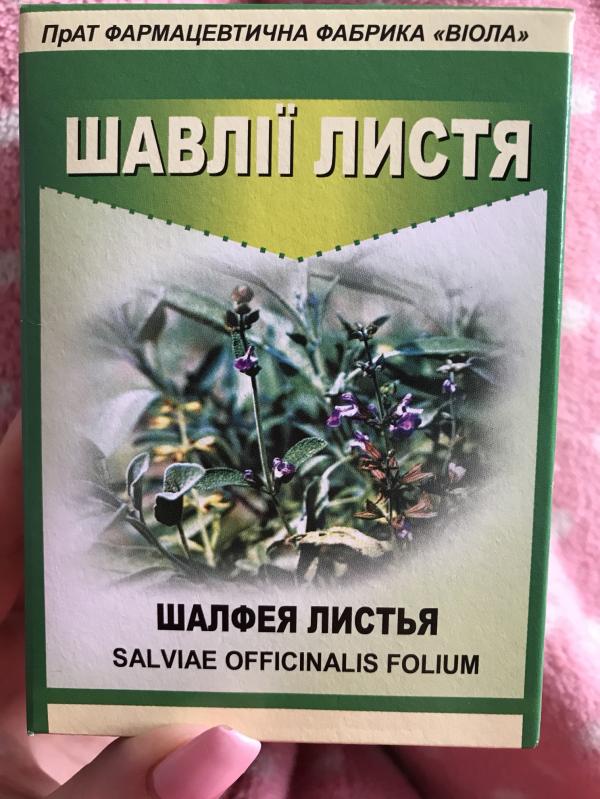 ПрАТ ФАРМАЦЕВТИЧНА ФАБРИКА «ВІОЛА»
ШАВЛІЇ ЛИСТЯ
ШАЛФЕЯ ЛИСТЬЯ
SALVIAE OFFICINALIS FOLIUM